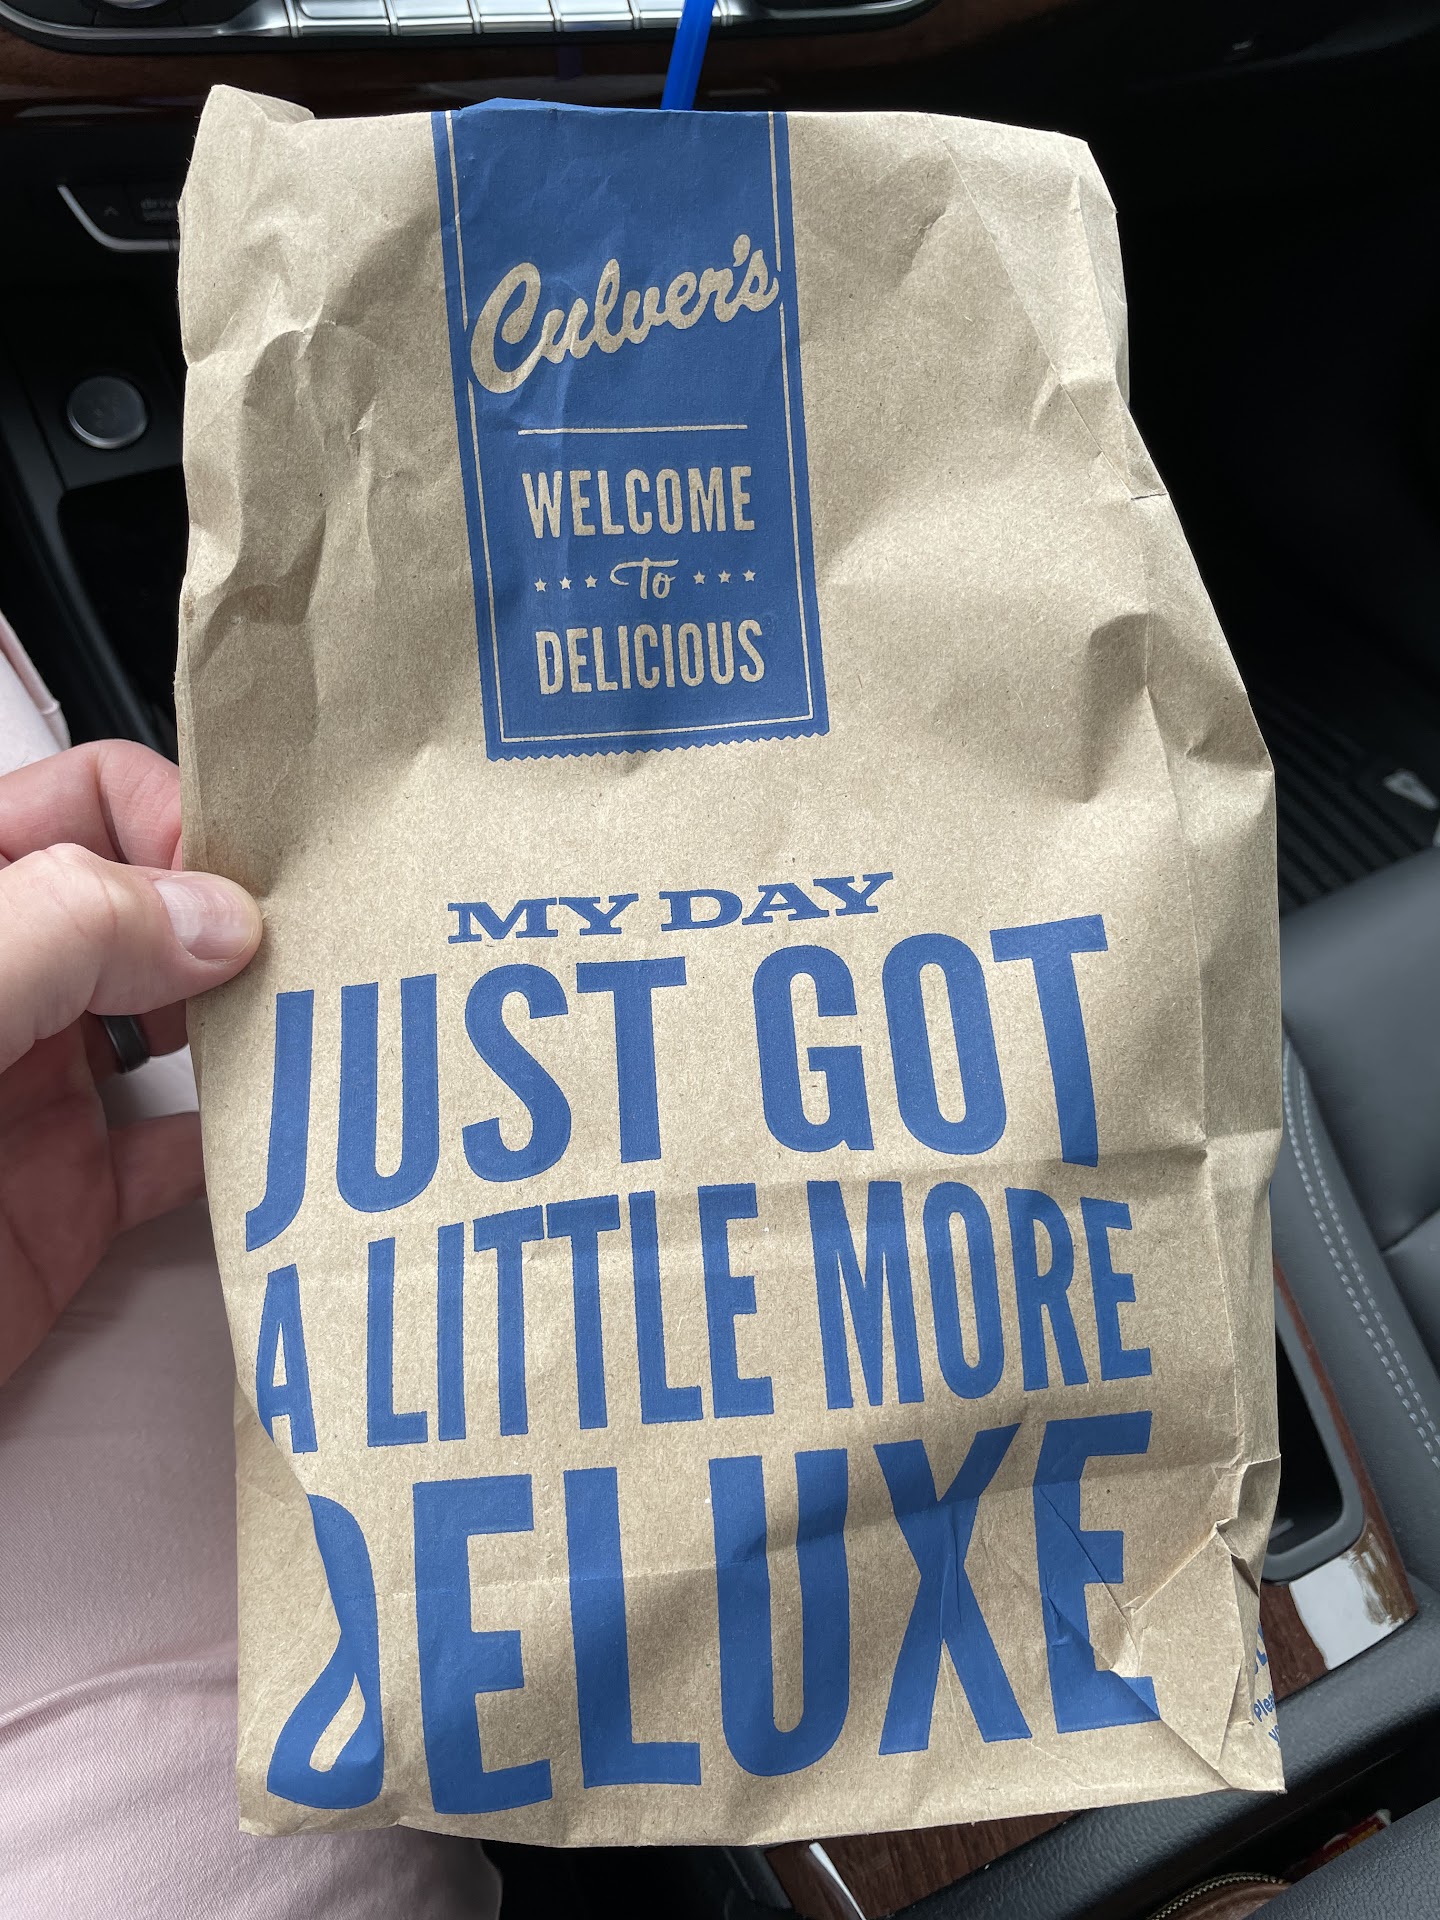 Culver's
WELCOME
To
DELICIOUS
MY DAY
JUST GOT
A LITTLE MORE
DELUXE